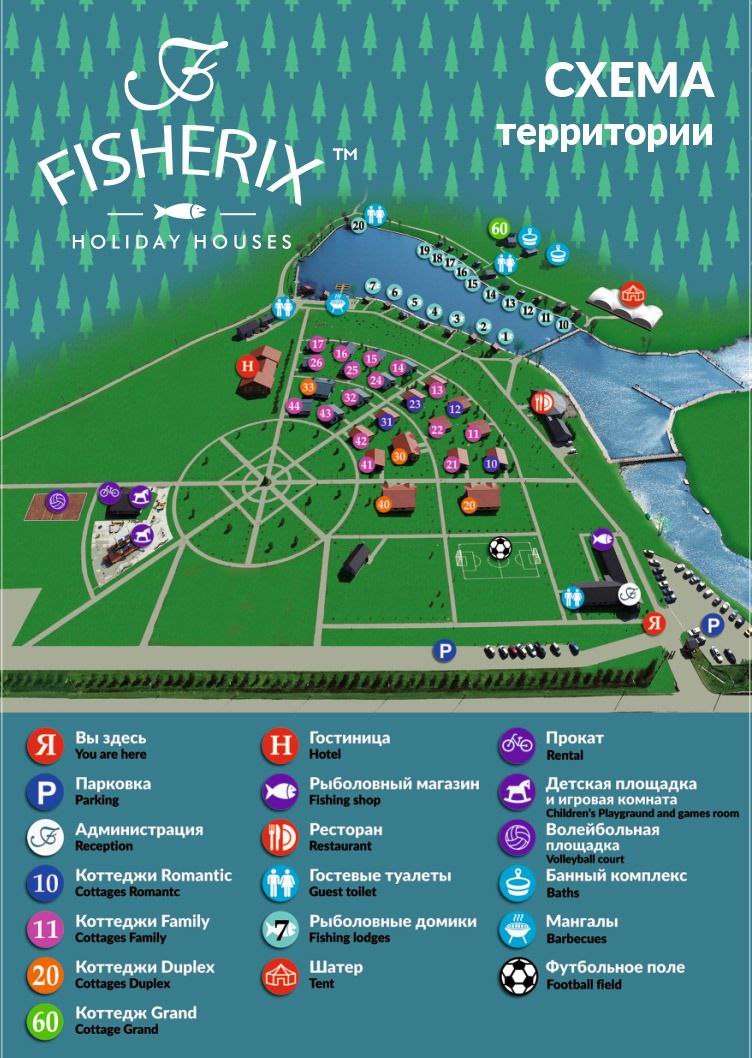 СХЕМА
территории
FISHERIX™
HOLIDAY HOUSES
20
60
19
18
17
16
15
14
13
12
11
10
7
6
5
4
3
2
1
17
16
15
14
26
25
24
13
H
33
32
23
12
44
43
31
22
11
42
41
30
21
10
40
20
Я
P
P
Я
Вы здесь
You are here
P
Парковка
Parking
Администрация
Reception
10
Коттеджи Romantic
Cottages Romantc
11
Коттеджи Family
Cottages Family
20
Коттеджи Duplex
Cottages Duplex
60
Коттедж Grand
Cottage Grand
H
Гостиница
Hotel
Рыболовный магазин
Fishing shop
Ресторан
Restaurant
Гостевые туалеты
Guest toilet
7
Рыболовные домики
Fishing lodges
Шатер
Tent
Прокат
Rental
Детская площадка
и игровая комната
Children's Playgraund and games room
Волейбольная
площадка
Volleyball court
Банный комплекс
Baths
Мангалы
Barbecues
Футбольное поле
Football field